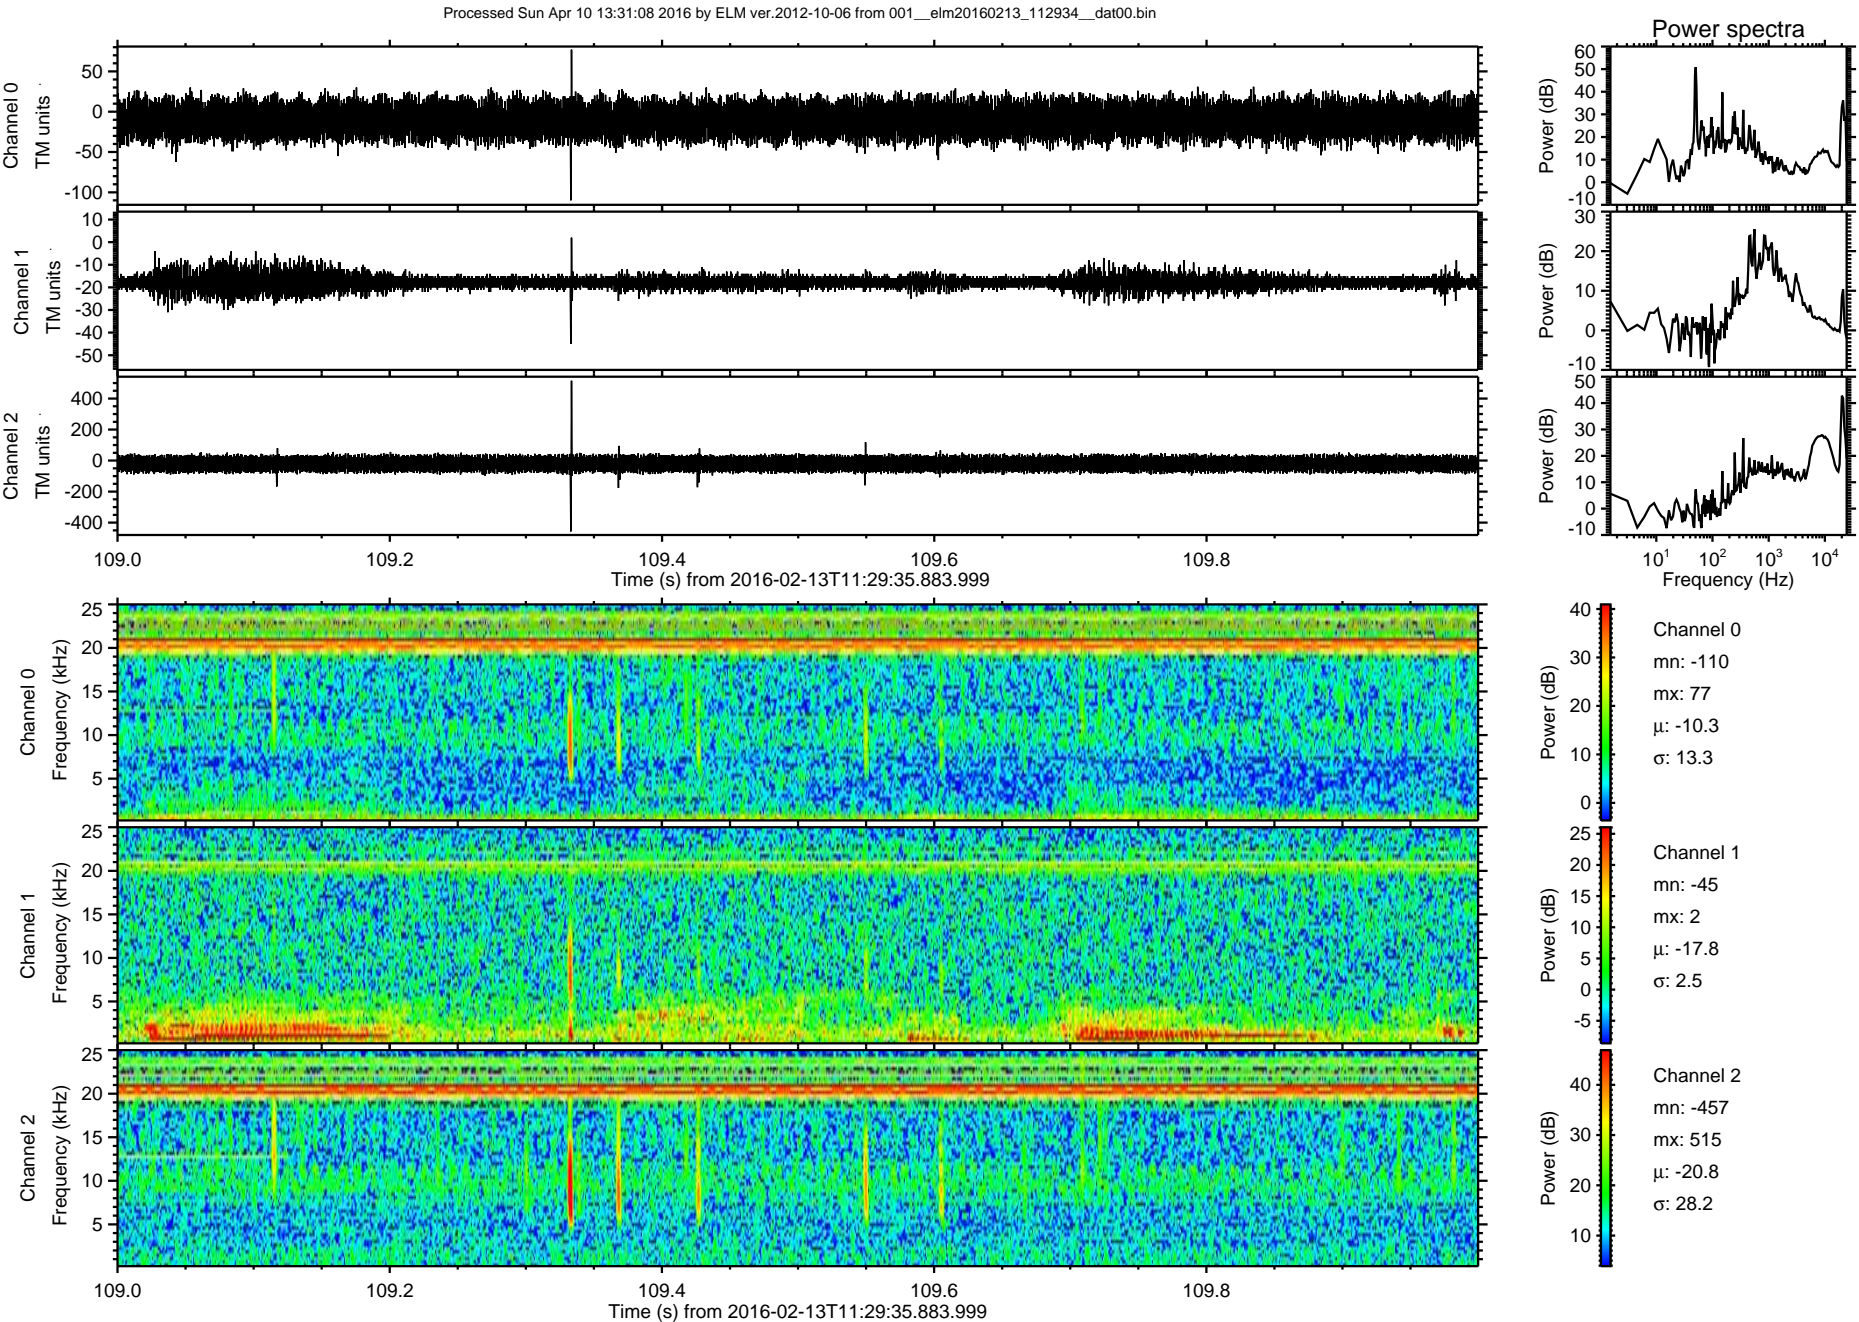 Processed Sun Apr 10 13:31:08 2016 by ELM ver.2012-10-06 from 001__elm20160213_112934__dat00.bin
Power spectra
Channel 0
TM units
50
0
-50
-100
Power (dB)
60
50
40
30
20
10
0
-10
Channel 1
TM units
10
0
-10
-20
-30
-40
-50
Power (dB)
30
20
10
0
-10
Channel 2
TM units
400
200
0
-200
-400
Power (dB)
50
40
30
20
10
0
-10
109.0 109.2 109.4 109.6 109.8
Time (s) from 2016-02-13T11:29:35.883.999
10¹ 10² 10³ 10⁴
Frequency (Hz)
Channel 0
Frequency (kHz)
25
20
15
10
5
Power (dB)
40
30
20
10
0
Channel 0
mn: -110
mx: 77
μ: -10.3
σ: 13.3
Channel 1
Frequency (kHz)
25
20
15
10
5
Power (dB)
25
20
15
10
5
0
-5
Channel 1
mn: -45
mx: 2
μ: -17.8
σ: 2.5
Channel 2
Frequency (kHz)
25
20
15
10
5
Power (dB)
40
30
20
10
Channel 2
mn: -457
mx: 515
μ: -20.8
σ: 28.2
109.0 109.2 109.4 109.6 109.8
Time (s) from 2016-02-13T11:29:35.883.999